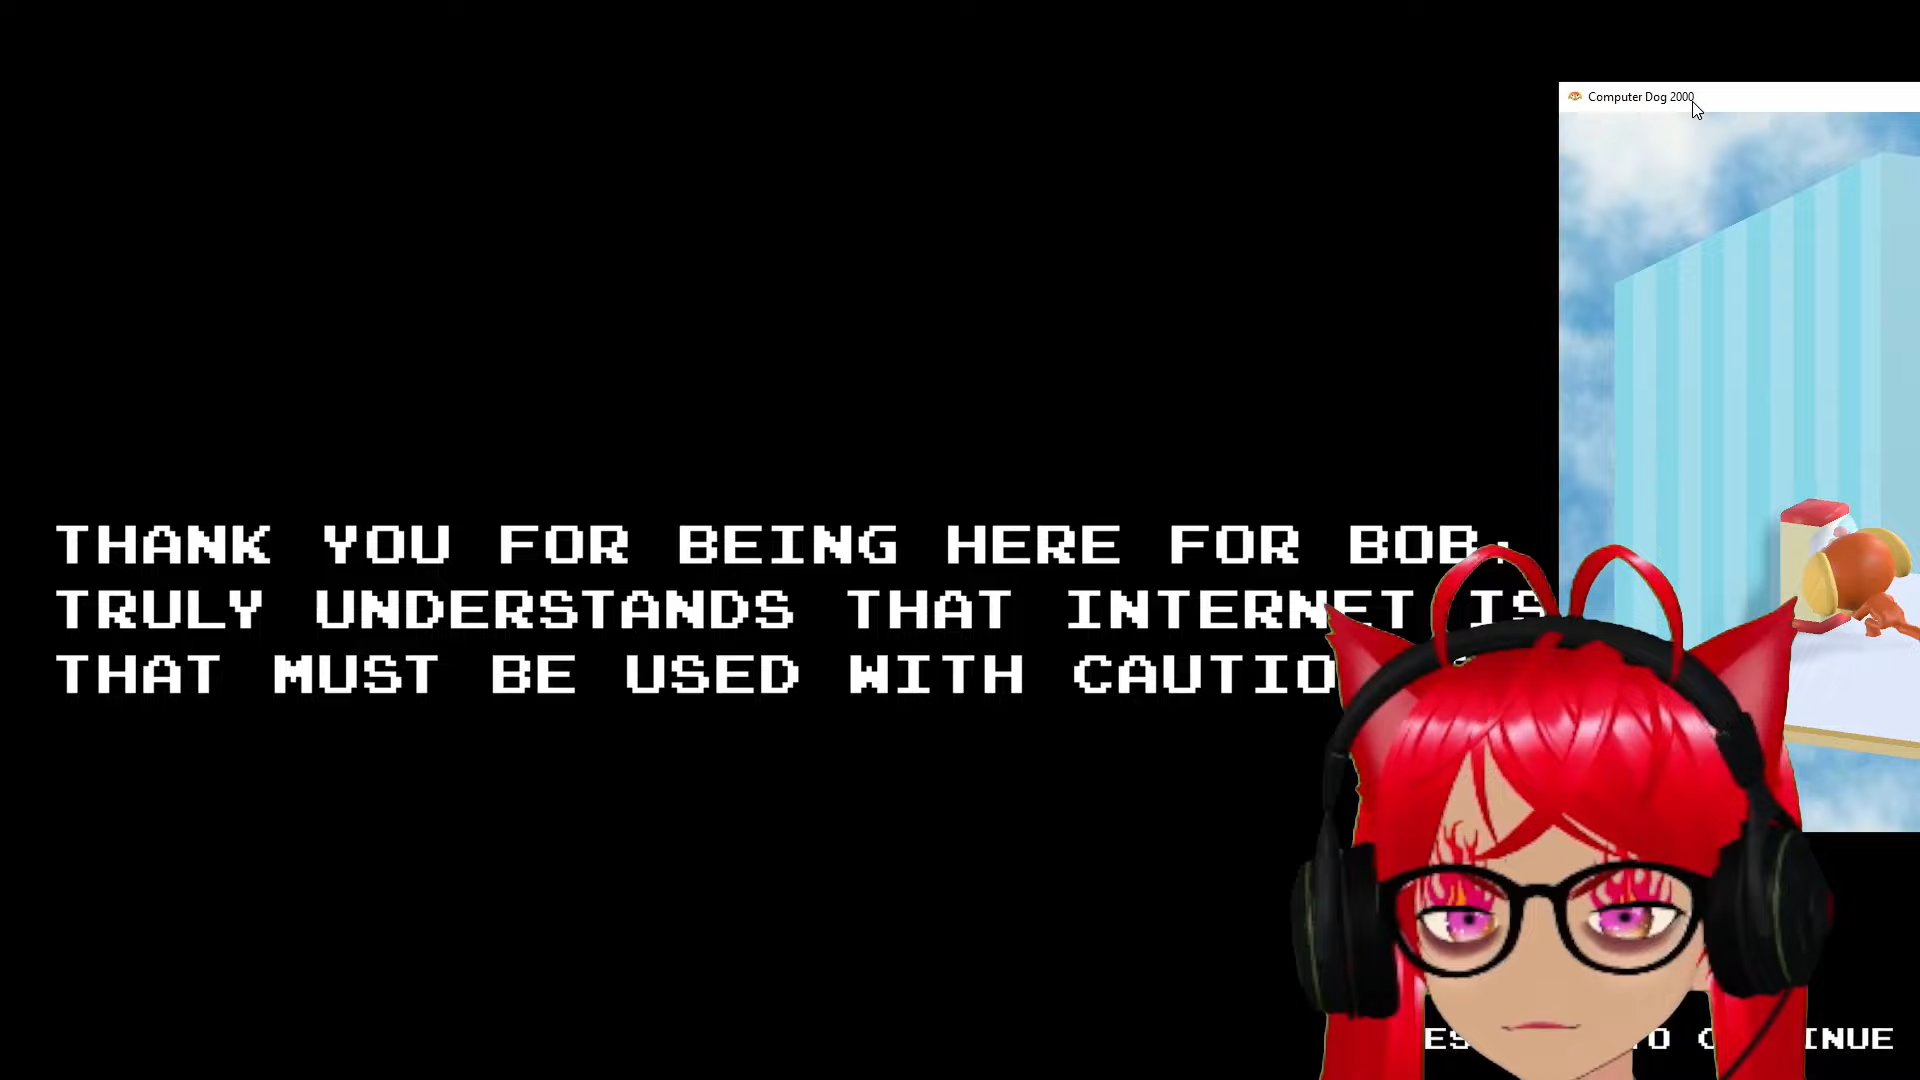 Computer Dog 2000
THANK YOU FOR BEING HERE FOR BOB,
TRULY UNDERSTANDS THAT INTERNET IS
THAT MUST BE USED WITH